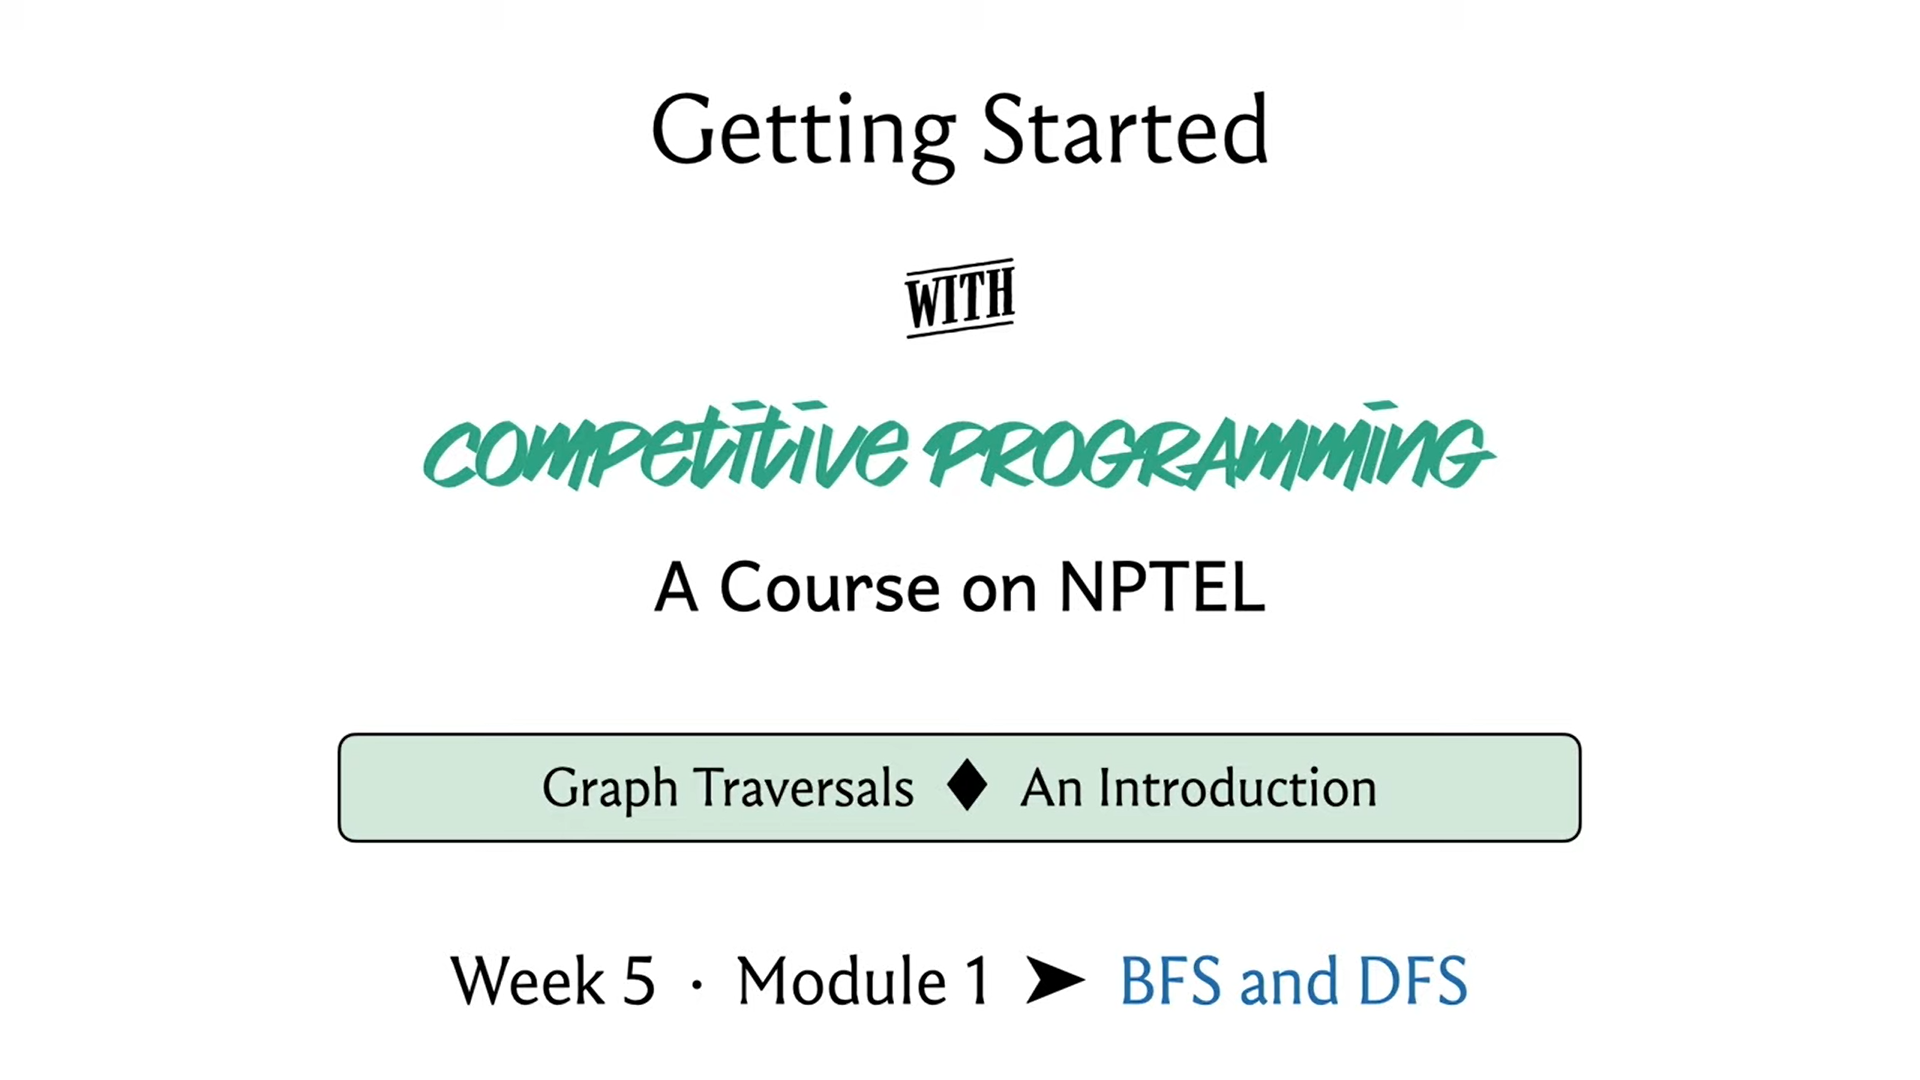 Getting Started
WITH
COMPETITIVE PROGRAMMING
A Course on NPTEL
Graph Traversals ♦ An Introduction
Week 5 · Module 1 ➤ BFS and DFS